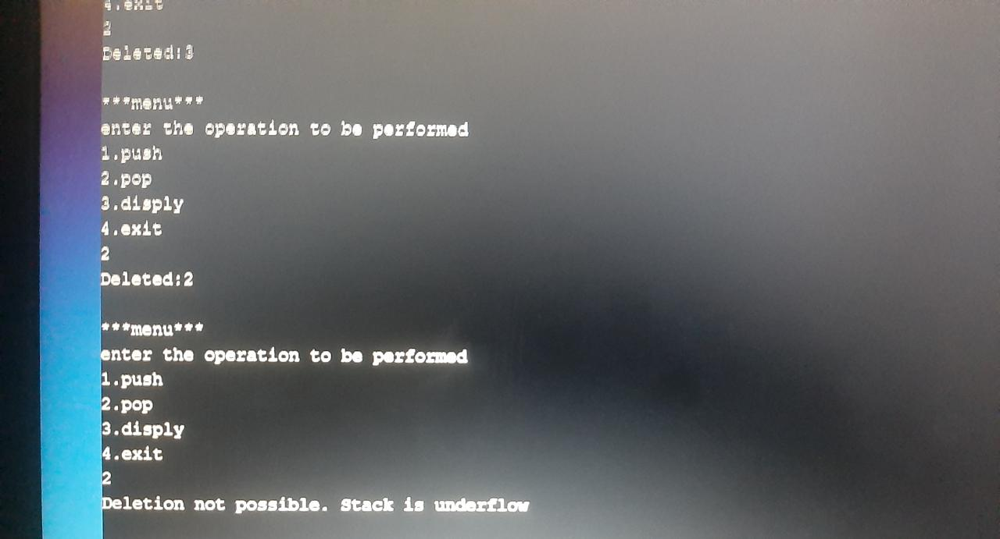 4.exit
2
Deleted:3
***menu***
enter the operation to be performed
1.push
2.pop
3.disply
4.exit
2
Deleted:2
***menu***
enter the operation to be performed
1.push
2.pop
3.disply
4.exit
2
Deletion not possible. Stack is underflow